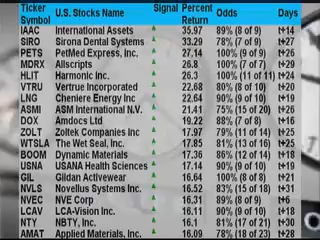 Ticker Symbol U.S. Stocks Name Signal Percent Return Odds Days
IAAC International Assets 35.97 89% (8 of 9) t+14
SIRO Sirona Dental Systems 33.29 78% (7 of 9) t+27
PETS PetMed Express, Inc. 27.14 100% (9 of 9) t+26
MDRX Allscripts 26.8 100% (7 of 7) t+29
HLIT Harmonic Inc. 26.3 100% (11 of 11) t+24
VTRU Vertrue Incorporated 22.68 80% (8 of 10) t+20
LNG Cheniere Energy Inc 22.64 90% (9 of 10) t+19
ASMI ASM International N.V. 21.41 75% (15 of 20) t+26
DOX Amdocs Ltd 19.22 88% (7 of 8) t+16
ZOLT Zoltek Companies Inc 17.97 79% (11 of 14) t+25
WTSLA The Wet Seal, Inc. 17.85 81% (13 of 16) t+25
BOOM Dynamic Materials 17.36 86% (12 of 14) t+18
USNA USANA Health Sciences 17.14 90% (9 of 10) t+19
GIL Gildan Activewear 16.64 100% (8 of 8) t+21
NVLS Novellus Systems Inc. 16.52 83% (15 of 18) t+31
NVEC NVE Corp 16.31 89% (8 of 9) t+6
LCAV LCA-Vision Inc. 16.11 90% (9 of 10) t+18
NTY NBTY, Inc. 16.1 81% (17 of 21) t+30
AMAT Applied Materials, Inc. 16.09 78% (18 of 23) t+28